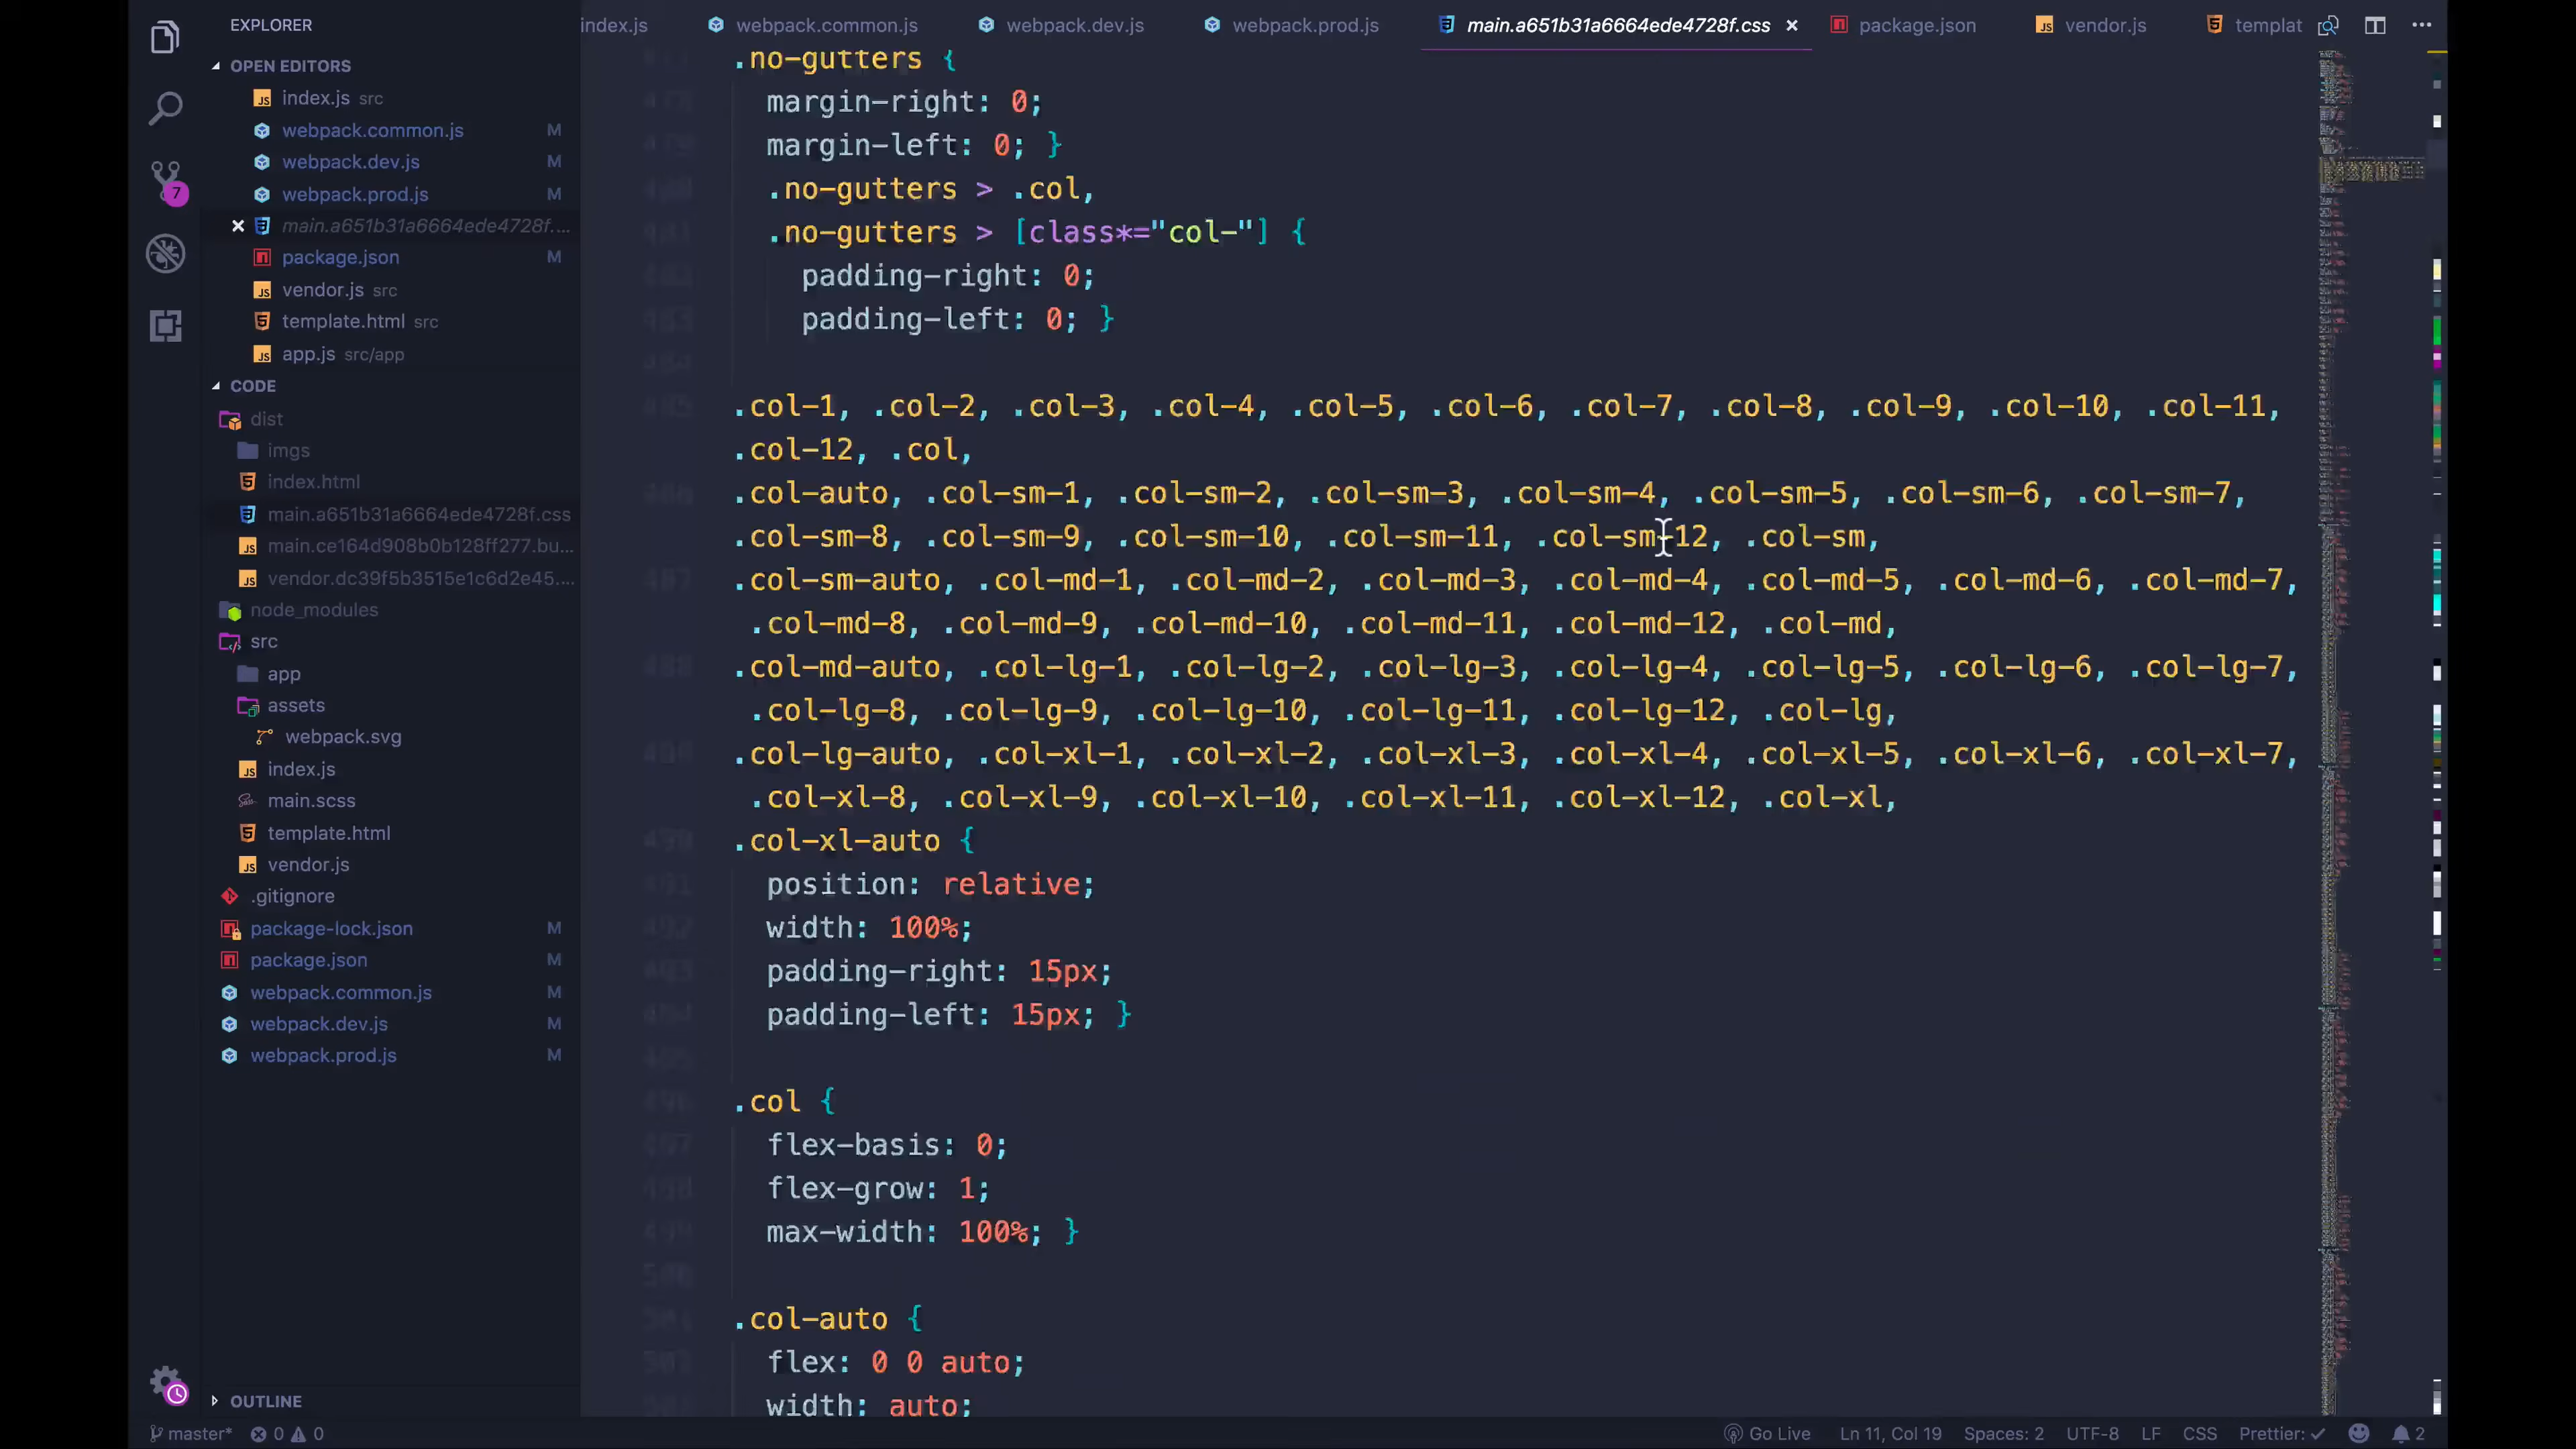 EXPLORER
OPEN EDITORS
index.js src
webpack.common.js M
webpack.dev.js M
webpack.prod.js M
main.a651b31a6664ede4728f....
package.json M
vendor.js src
template.html src
app.js src/app
CODE
dist
imgs
index.html
main.a651b31a6664ede4728f.css
main.ce164d908b0b128ff277.bu...
vendor.dc39f5b3515e1c6d2e45....
node_modules
src
app
assets
webpack.svg
index.js
main.scss
template.html
vendor.js
.gitignore
package-lock.json M
package.json M
webpack.common.js M
webpack.dev.js M
webpack.prod.js M
OUTLINE
7
index.js webpack.common.js webpack.dev.js webpack.prod.js main.a651b31a6664ede4728f.css package.json vendor.js templat
.no-gutters {
margin-right: 0;
margin-left: 0; }
.no-gutters > .col,
.no-gutters > [class*="col-"] {
padding-right: 0;
padding-left: 0; }
.col-1, .col-2, .col-3, .col-4, .col-5, .col-6, .col-7, .col-8, .col-9, .col-10, .col-11,
.col-12, .col,
.col-auto, .col-sm-1, .col-sm-2, .col-sm-3, .col-sm-4, .col-sm-5, .col-sm-6, .col-sm-7,
.col-sm-8, .col-sm-9, .col-sm-10, .col-sm-11, .col-sm-12, .col-sm,
.col-sm-auto, .col-md-1, .col-md-2, .col-md-3, .col-md-4, .col-md-5, .col-md-6, .col-md-7,
.col-md-8, .col-md-9, .col-md-10, .col-md-11, .col-md-12, .col-md,
.col-md-auto, .col-lg-1, .col-lg-2, .col-lg-3, .col-lg-4, .col-lg-5, .col-lg-6, .col-lg-7,
.col-lg-8, .col-lg-9, .col-lg-10, .col-lg-11, .col-lg-12, .col-lg,
.col-lg-auto, .col-xl-1, .col-xl-2, .col-xl-3, .col-xl-4, .col-xl-5, .col-xl-6, .col-xl-7,
.col-xl-8, .col-xl-9, .col-xl-10, .col-xl-11, .col-xl-12, .col-xl,
.col-xl-auto {
position: relative;
width: 100%;
padding-right: 15px;
padding-left: 15px; }
.col {
flex-basis: 0;
flex-grow: 1;
max-width: 100%; }
.col-auto {
flex: 0 0 auto;
width: auto;
master* 0 0 Go Live Ln 11, Col 19 Spaces: 2 UTF-8 LF CSS Prettier: ✓ 2